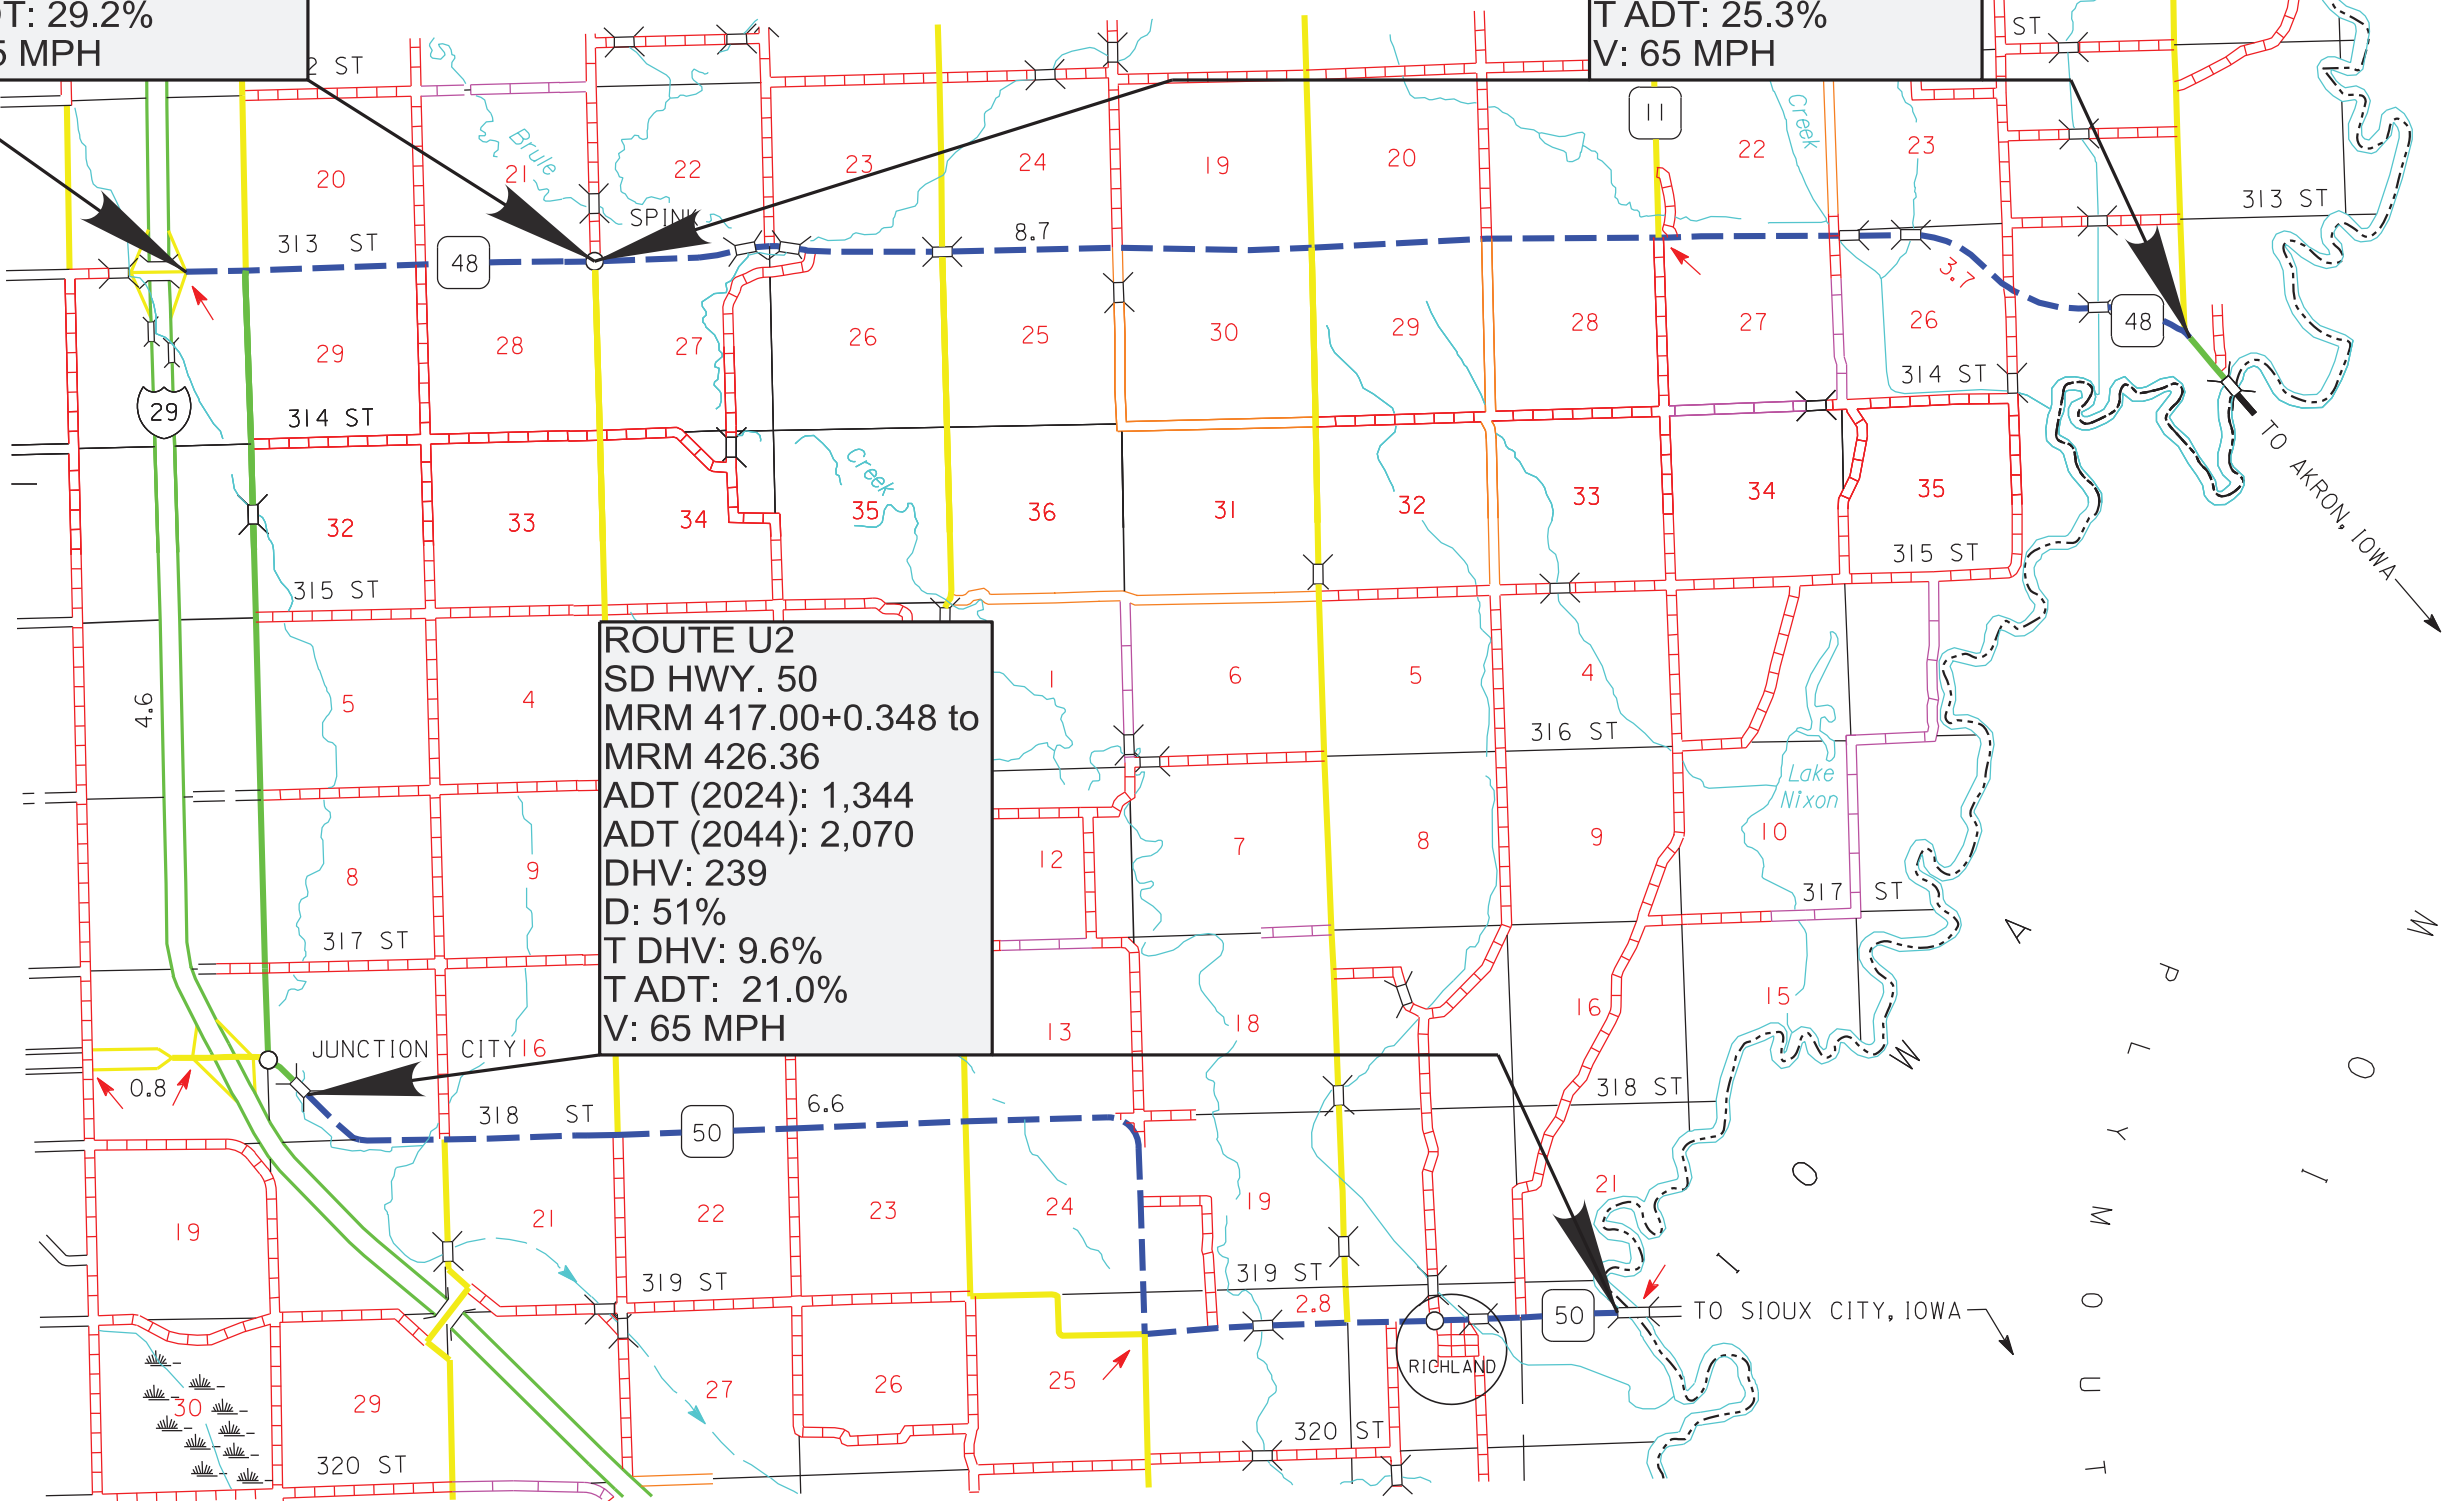 T: 29.2%
5 MPH
T ADT: 25.3%
V: 65 MPH
2 ST
ST
11
Creek
Brule
20
21
22
23
24
19
20
22
23
SPINK
313 ST
313 ST
8.7
48
3.7
48
29
28
27
26
25
30
29
28
27
26
29
314 ST
314 ST
TO AKRON, IOWA
Creek
32
33
34
35
36
31
32
33
34
35
315 ST
315 ST
ROUTE U2
SD HWY. 50
MRM 417.00+0.348 to
MRM 426.36
ADT (2024): 1,344
ADT (2044): 2,070
DHV: 239
D: 51%
T DHV: 9.6%
T ADT: 21.0%
V: 65 MPH
4.6
5
4
1
6
5
4
316 ST
Lake
Nixon
8
9
12
7
8
9
10
317 ST
317 ST
JUNCTION CITY
16
13
18
16
15
0.8
318 ST
318 ST
6.6
50
19
21
22
23
24
19
21
319 ST
319 ST
2.8
50
TO SIOUX CITY, IOWA
RICHLAND
30
29
27
26
25
320 ST
320 ST
I O W A
P L Y M O U T
I O W